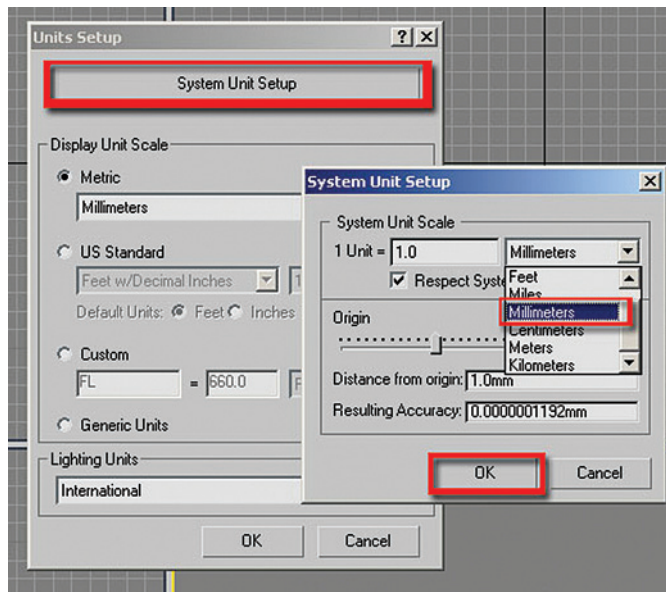 Units Setup
System Unit Setup
Display Unit Scale
Metric
Millimeters
US Standard
Feet w/Decimal Inches
Default Units: Feet Inches
Custom
FL = 660.0
Generic Units
Lighting Units
International
OK Cancel
System Unit Setup
System Unit Scale
1 Unit = 1.0 Millimeters
Respect
Feet
Miles
Millimeters
Centimeters
Meters
Kilometers
Origin
Distance from origin: 1.0mm
Resulting Accuracy: 0.0000001192mm
OK Cancel